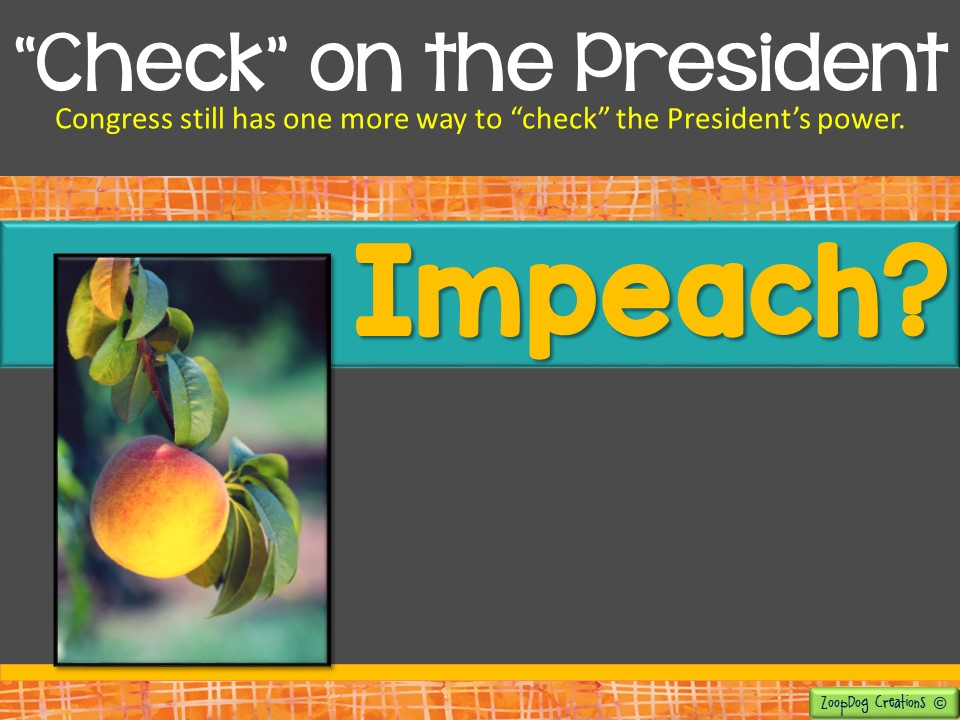 “Check” on the President
Congress still has one more way to “check” the President’s power.
Impeach?
ZoopDog Creations ©